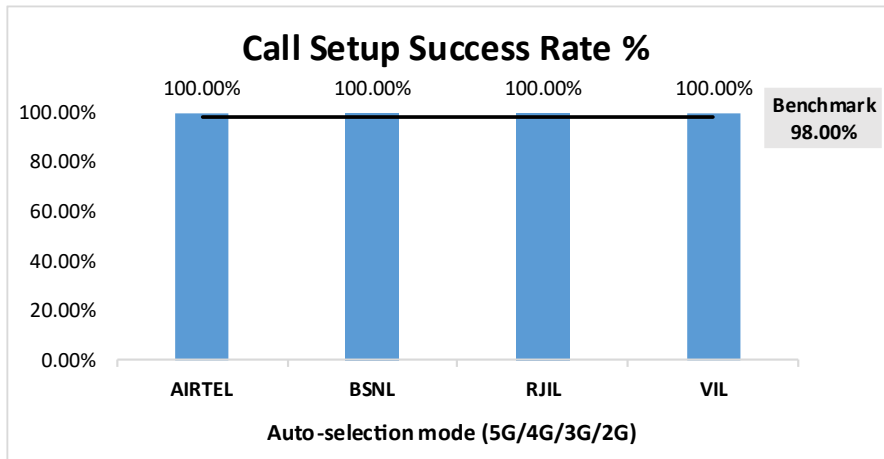 Call Setup Success Rate %
100.00% 100.00% 100.00% 100.00%
Benchmark
98.00%
100.00%
80.00%
60.00%
40.00%
20.00%
0.00%
AIRTEL BSNL RJIL VIL
Auto-selection mode (5G/4G/3G/2G)